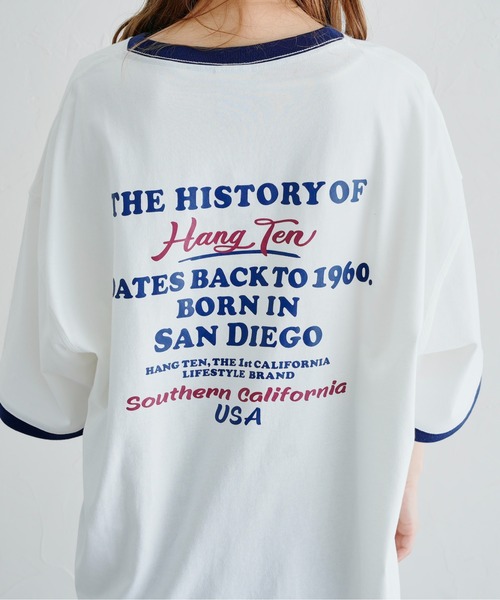 THE HISTORY OF
Hang Ten
DATES BACK TO 1960,
BORN IN
SAN DIEGO
HANG TEN, THE 1st CALIFORNIA
LIFESTYLE BRAND
Southern California
USA